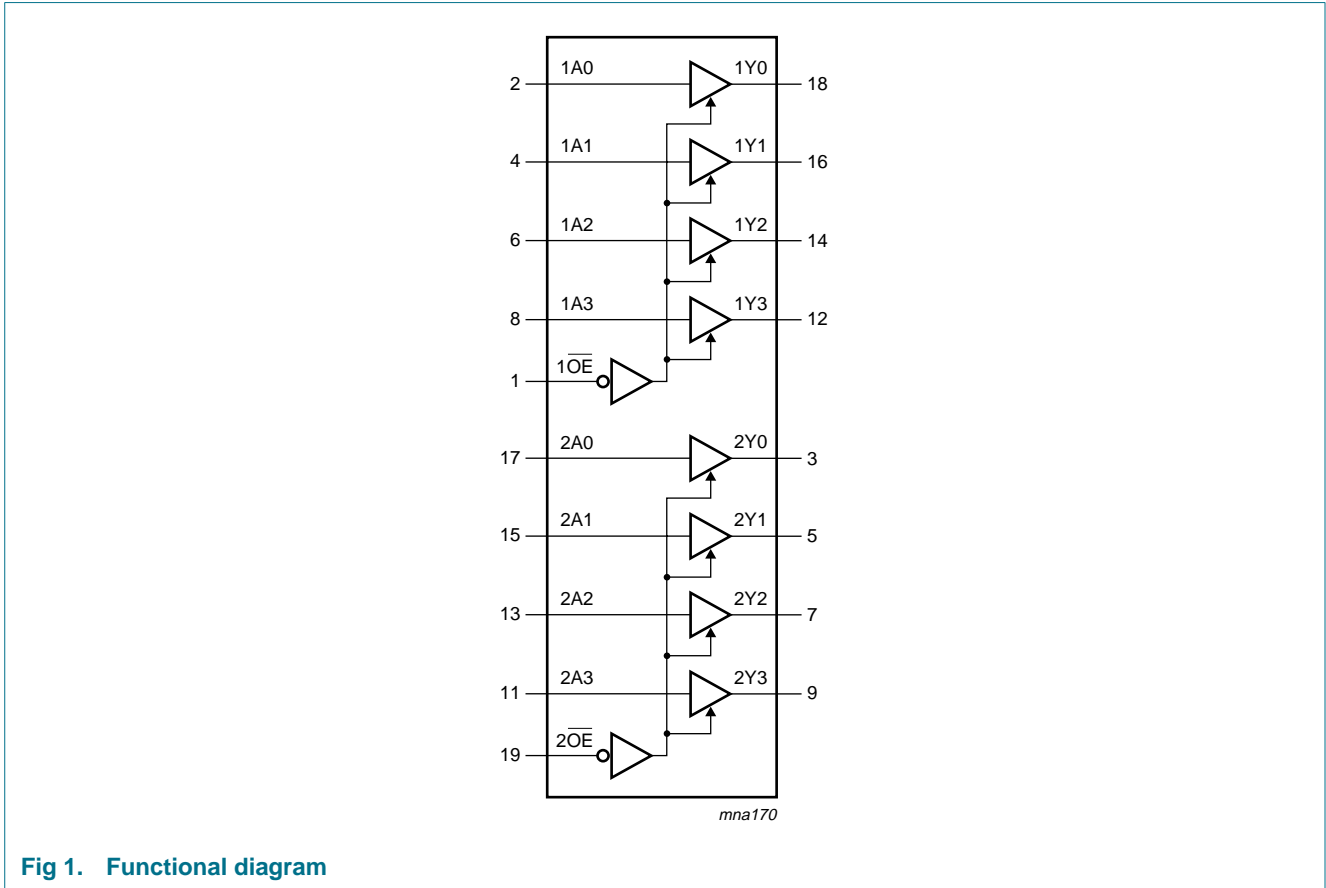 1A0 1Y0
2 18
1A1 1Y1
4 16
1A2 1Y2
6 14
1A3 1Y3
8 12
1O̅E̅
1
2A0 2Y0
17 3
2A1 2Y1
15 5
2A2 2Y2
13 7
2A3 2Y3
11 9
2O̅E̅
19
mna170
Fig 1. Functional diagram